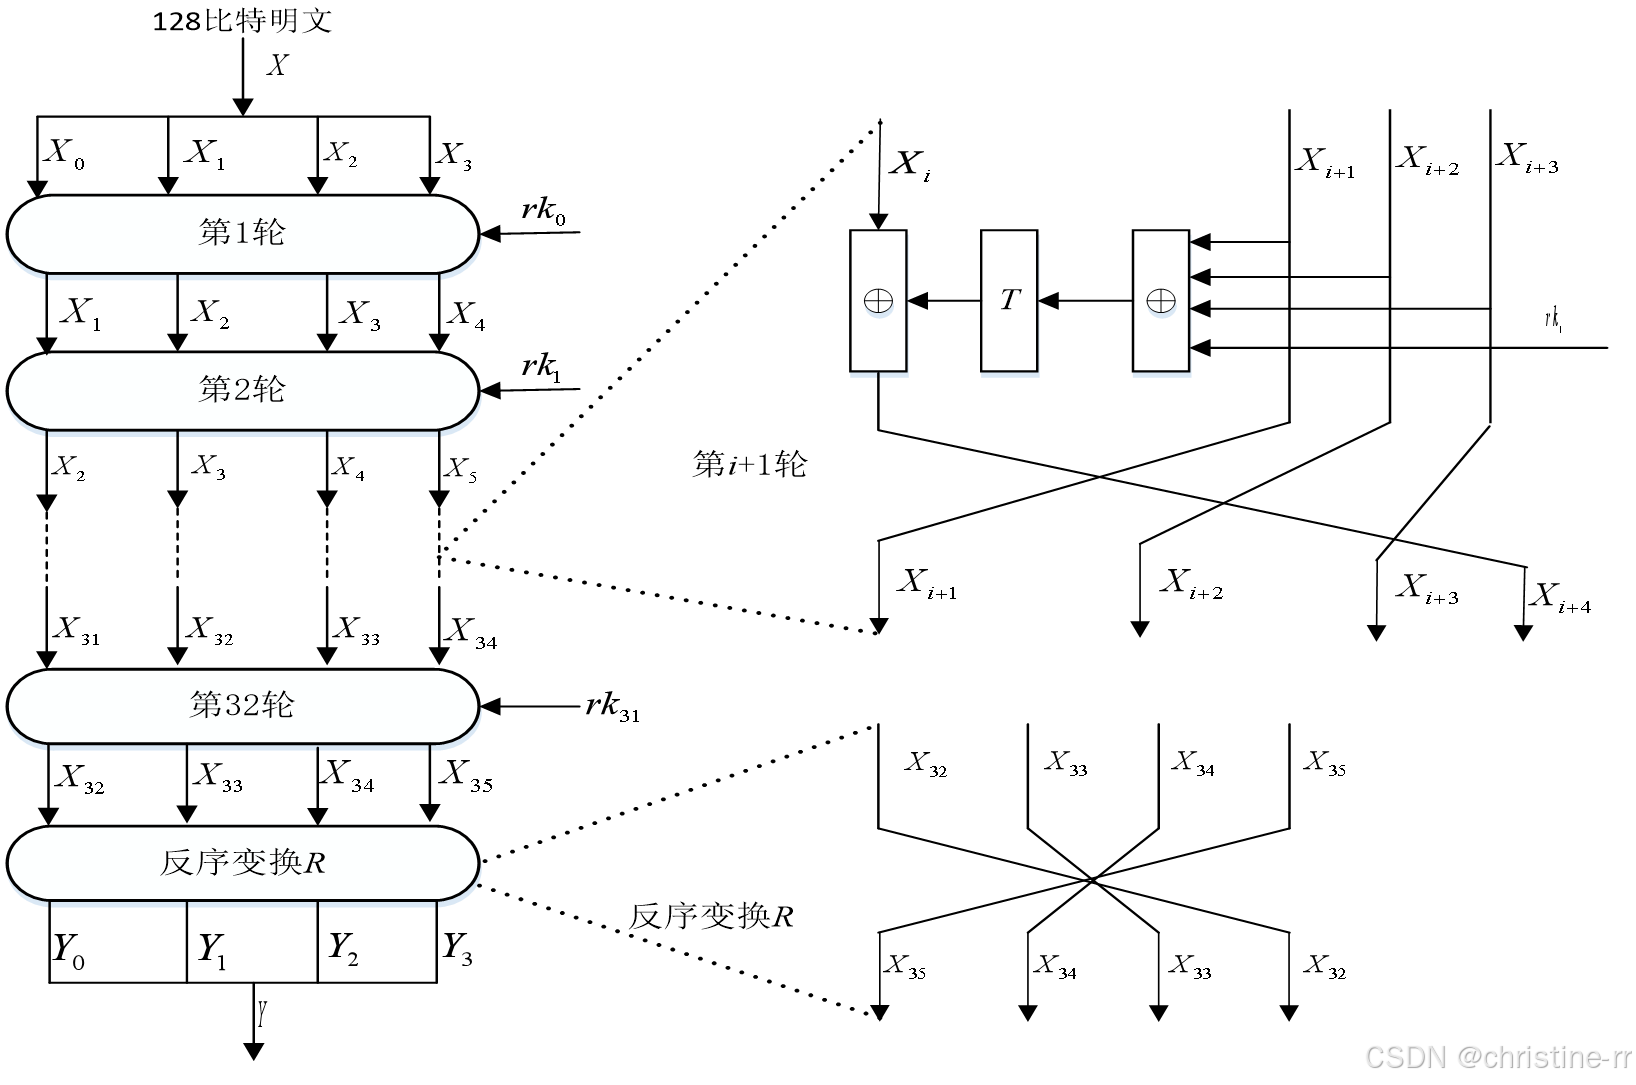 128比特明文
X
X0 X1 X2 X3
第1轮
rk0
X1 X2 X3 X4
第2轮
rk1
X2 X3 X4 X5
X31 X32 X33 X34
第32轮
rk31
X32 X33 X34 X35
反序变换R
Y0 Y1 Y2 Y3
Y
Xi Xi+1 Xi+2 Xi+3
⊕ T ⊕
rk1
第i+1轮
Xi+1 Xi+2 Xi+3 Xi+4
X32 X33 X34 X35
反序变换R
X35 X34 X33 X32
CSDN @christine-rr